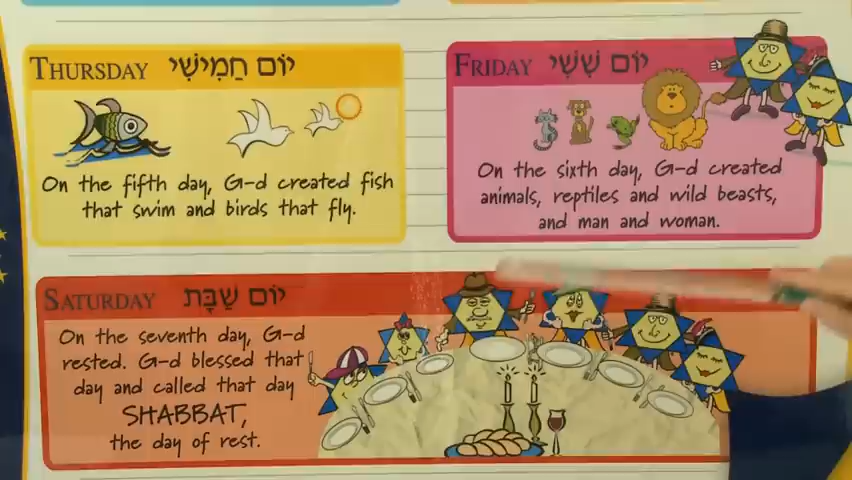 THURSDAY יוֹם חֲמִישִׁי
On the fifth day, G-d created fish
that swim and birds that fly.
FRIDAY יוֹם שִׁשִּׁי
On the sixth day, G-d created
animals, reptiles and wild beasts,
and man and woman.
SATURDAY יוֹם שַׁבָּת
On the seventh day, G-d
rested. G-d blessed that
day and called that day
SHABBAT,
the day of rest.